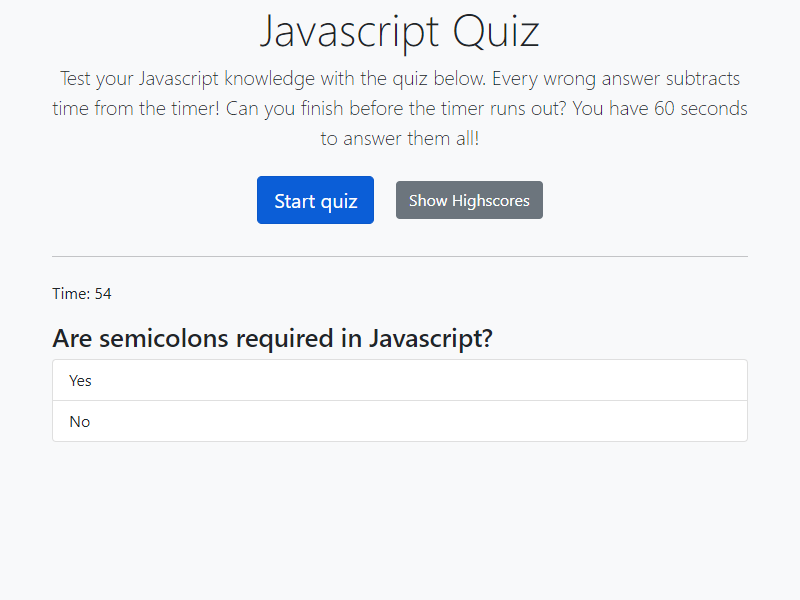 Javascript Quiz
Test your Javascript knowledge with the quiz below. Every wrong answer subtracts
time from the timer! Can you finish before the timer runs out? You have 60 seconds
to answer them all!
Start quiz
Show Highscores
Time: 54
Are semicolons required in Javascript?
Yes
No